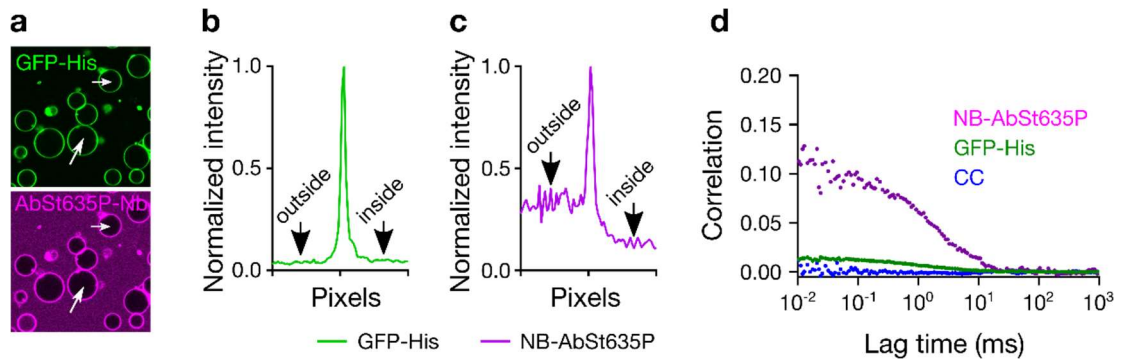 a
GFP-His
AbSt635P-Nb
b
Normalized intensity
1.0
0.5
0.0
outside
inside
Pixels
c
Normalized intensity
1.0
0.5
0.0
outside
inside
Pixels
GFP-His
NB-AbSt635P
d
Correlation
0.20
0.15
0.10
0.05
0.00
NB-AbSt635P
GFP-His
CC
10⁻² 10⁻¹ 10⁰ 10¹ 10² 10³
Lag time (ms)